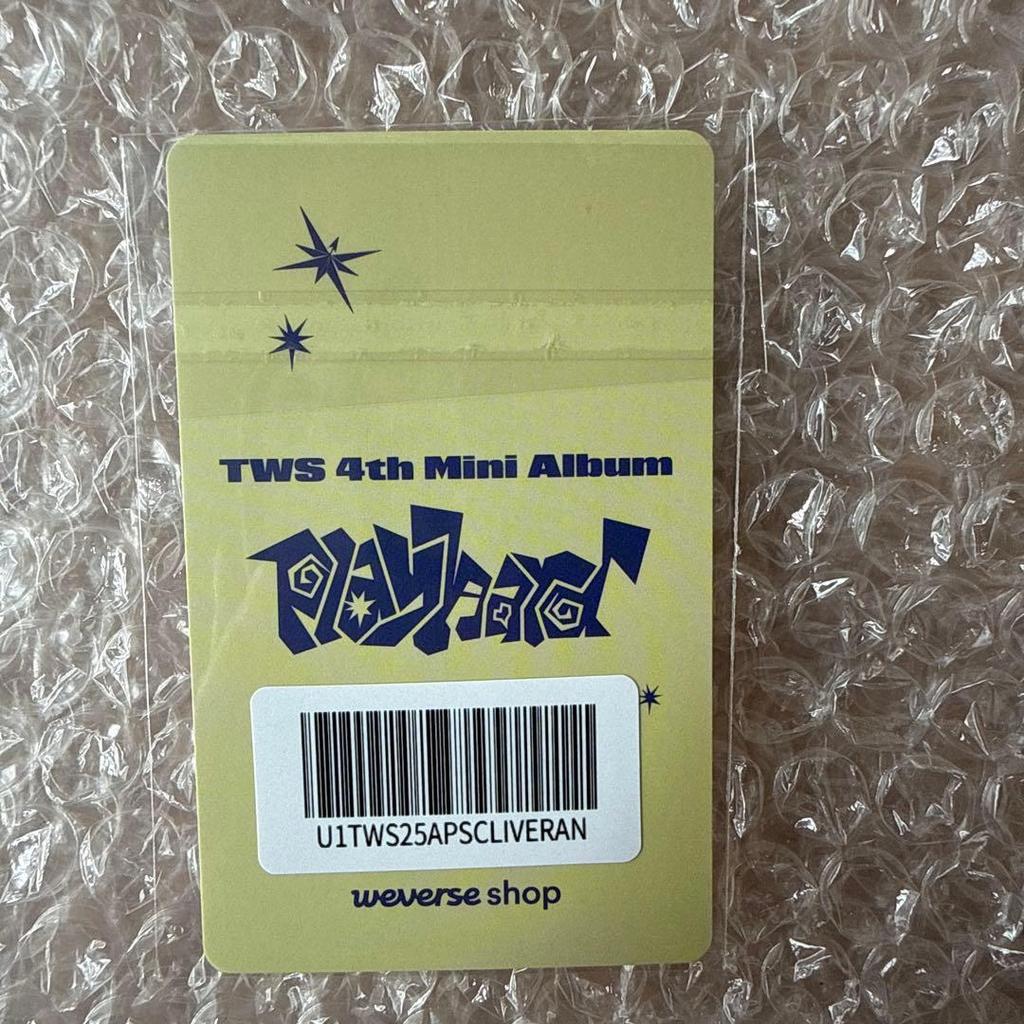 TWS 4th Mini Album
play hard
U1TWS25APSCLIVERAN
weverse shop